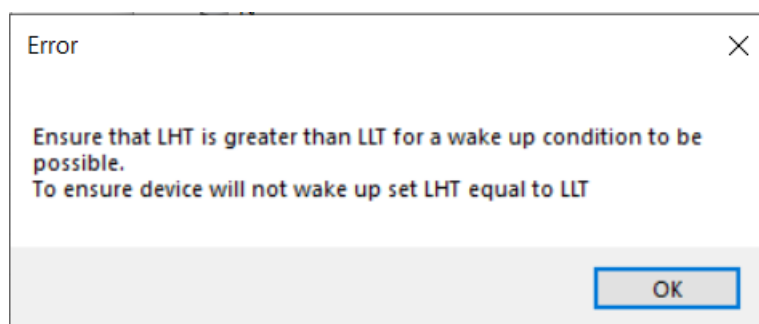 Error
Ensure that LHT is greater than LLT for a wake up condition to be
possible.
To ensure device will not wake up set LHT equal to LLT
OK